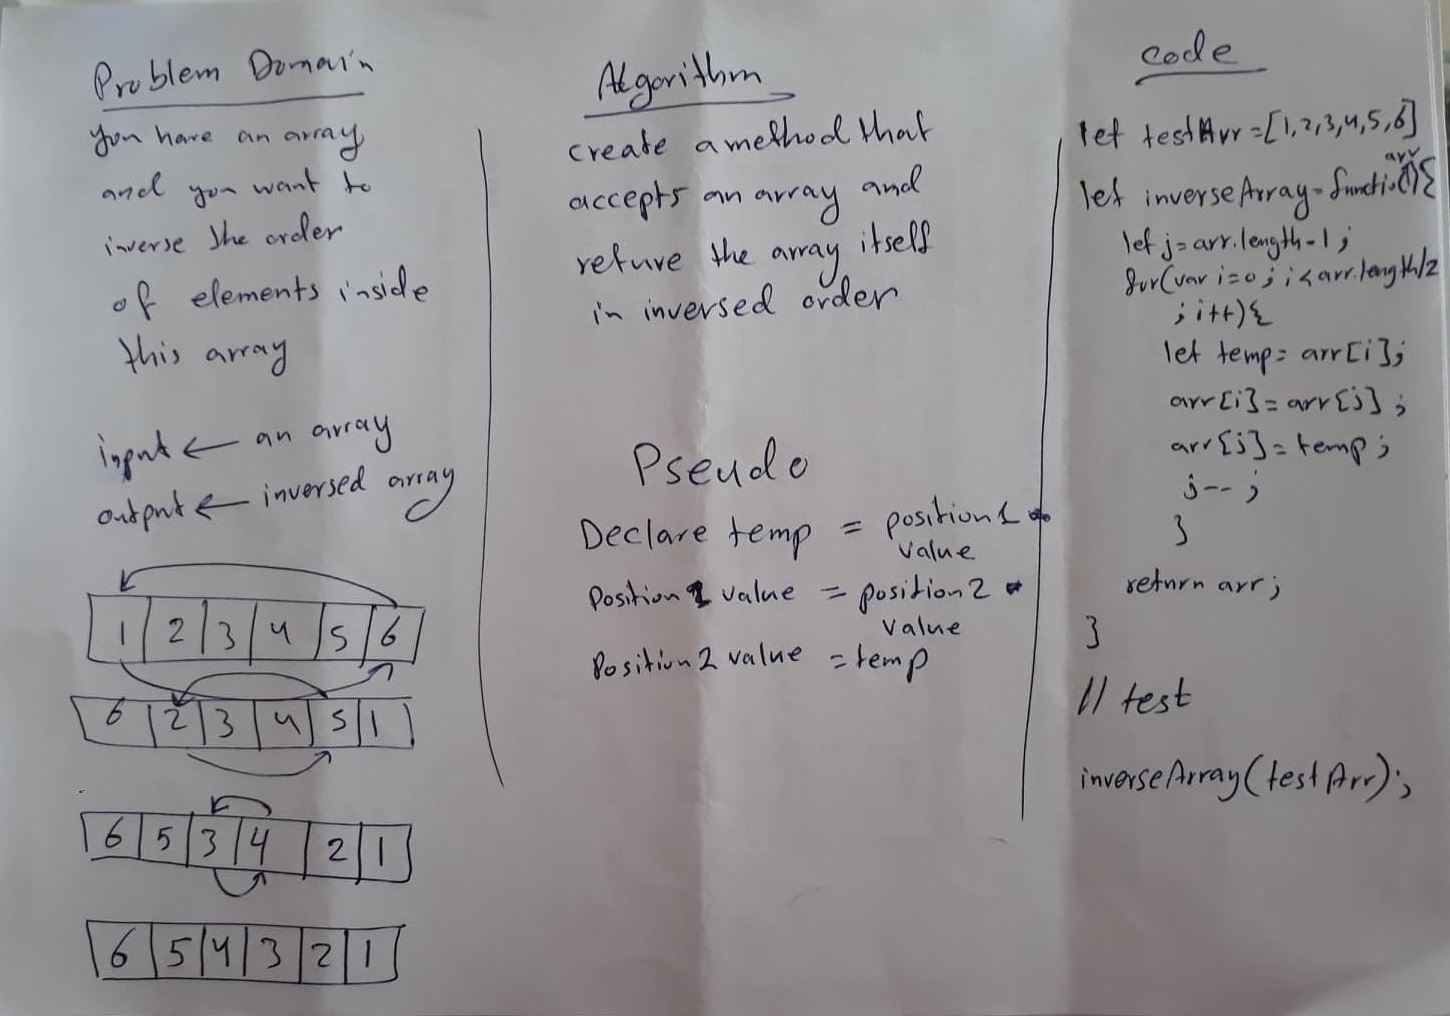 Problem Domain
you have an array
and you want to
inverse the order
of elements inside
this array
input ← an array
output ← inversed array
1 2 3 4 5 6
6 2 3 4 5 1
6 5 3 4 2 1
6 5 4 3 2 1
Algorithm
create a method that
accepts an array and
returve the array itself
in inversed order
Pseudo
Declare temp = position1
value
Position1 value = position2
value
Position2 value = temp
code
let testArr=[1,2,3,4,5,6]
let inverseArray=function(arr){
let j=arr.length-1;
for(var i=0; i<arr.length/2
; i++){
let temp= arr[i];
arr[i]=arr[j];
arr[j]=temp;
j--;
}
return arr;
}
// test
inverseArray(testArr);